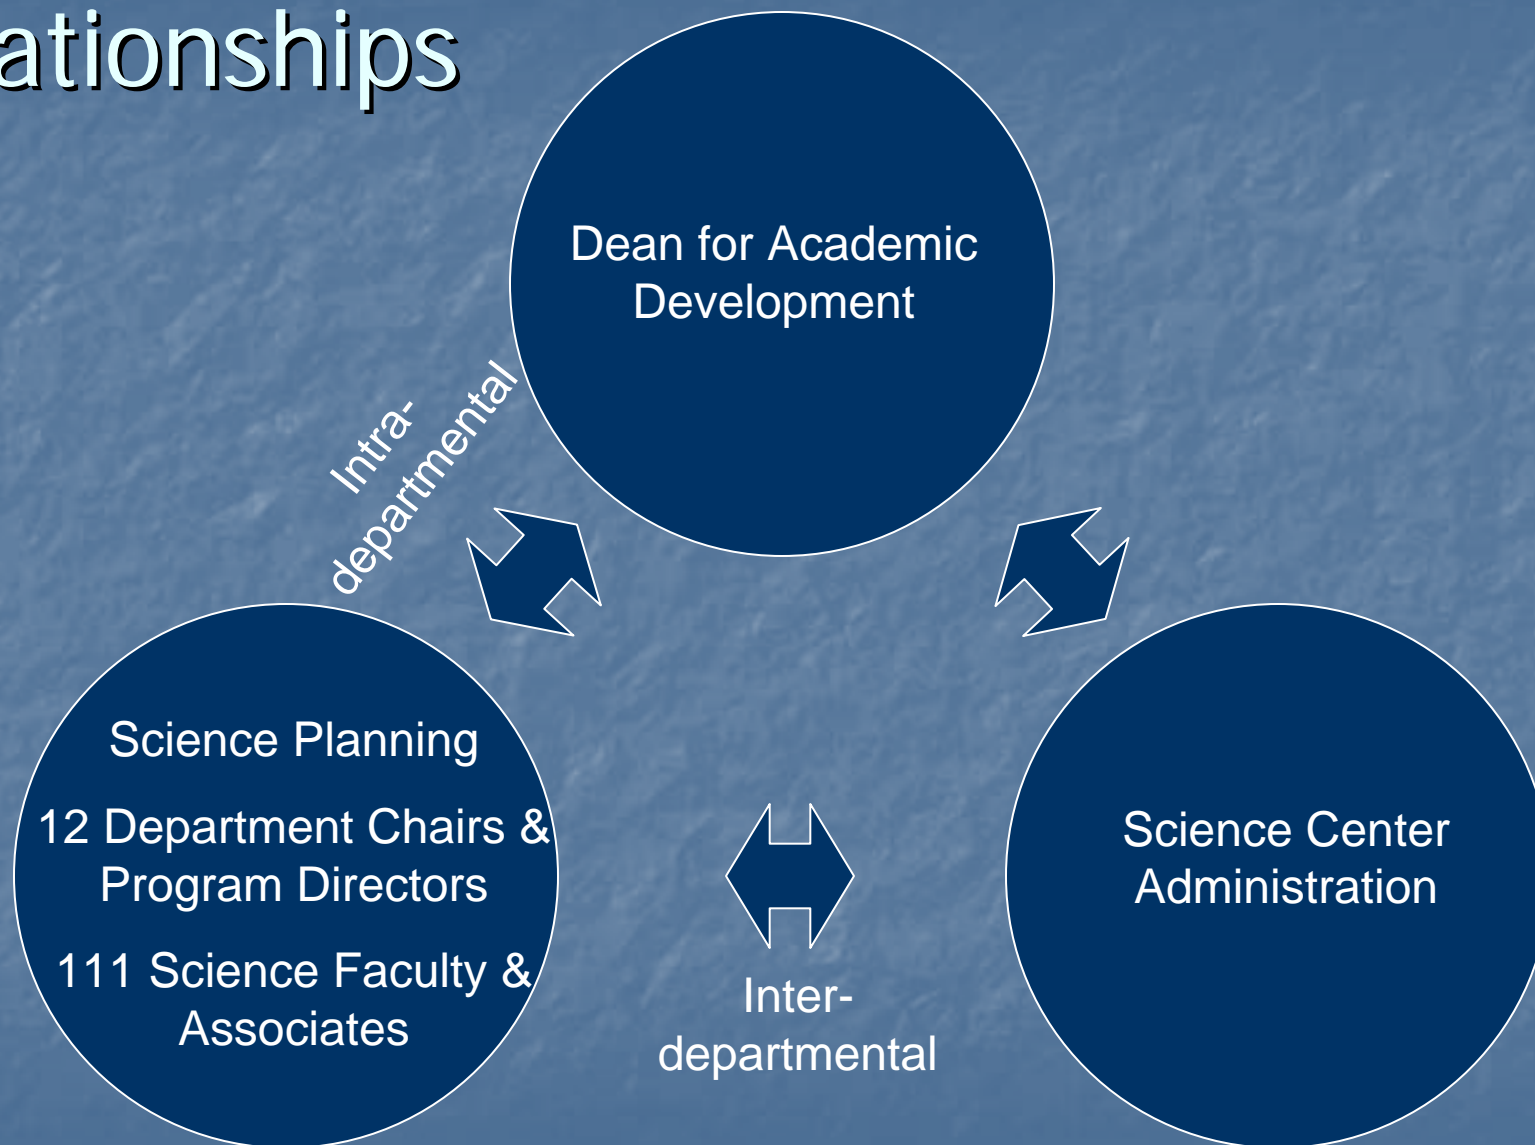 ationships
Dean for Academic
Development
Intra-
departmental
Science Planning
12 Department Chairs &
Program Directors
111 Science Faculty &
Associates
Science Center
Administration
Inter-
departmental